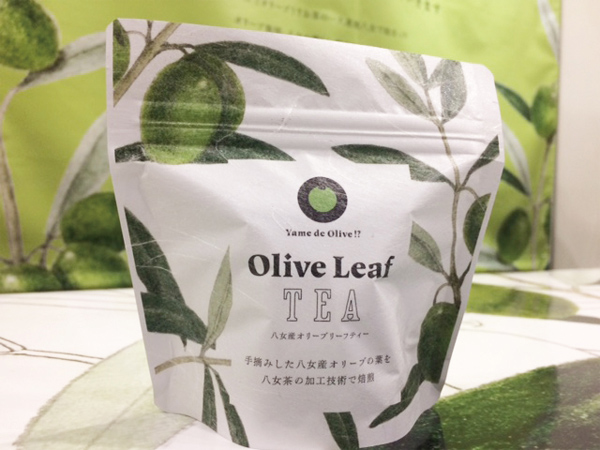 Yame de Olive!?
Olive Leaf
TEA
八女産オリーブリーフティー
手摘みした八女産オリーブの葉を
八女茶の加工技術で焙煎